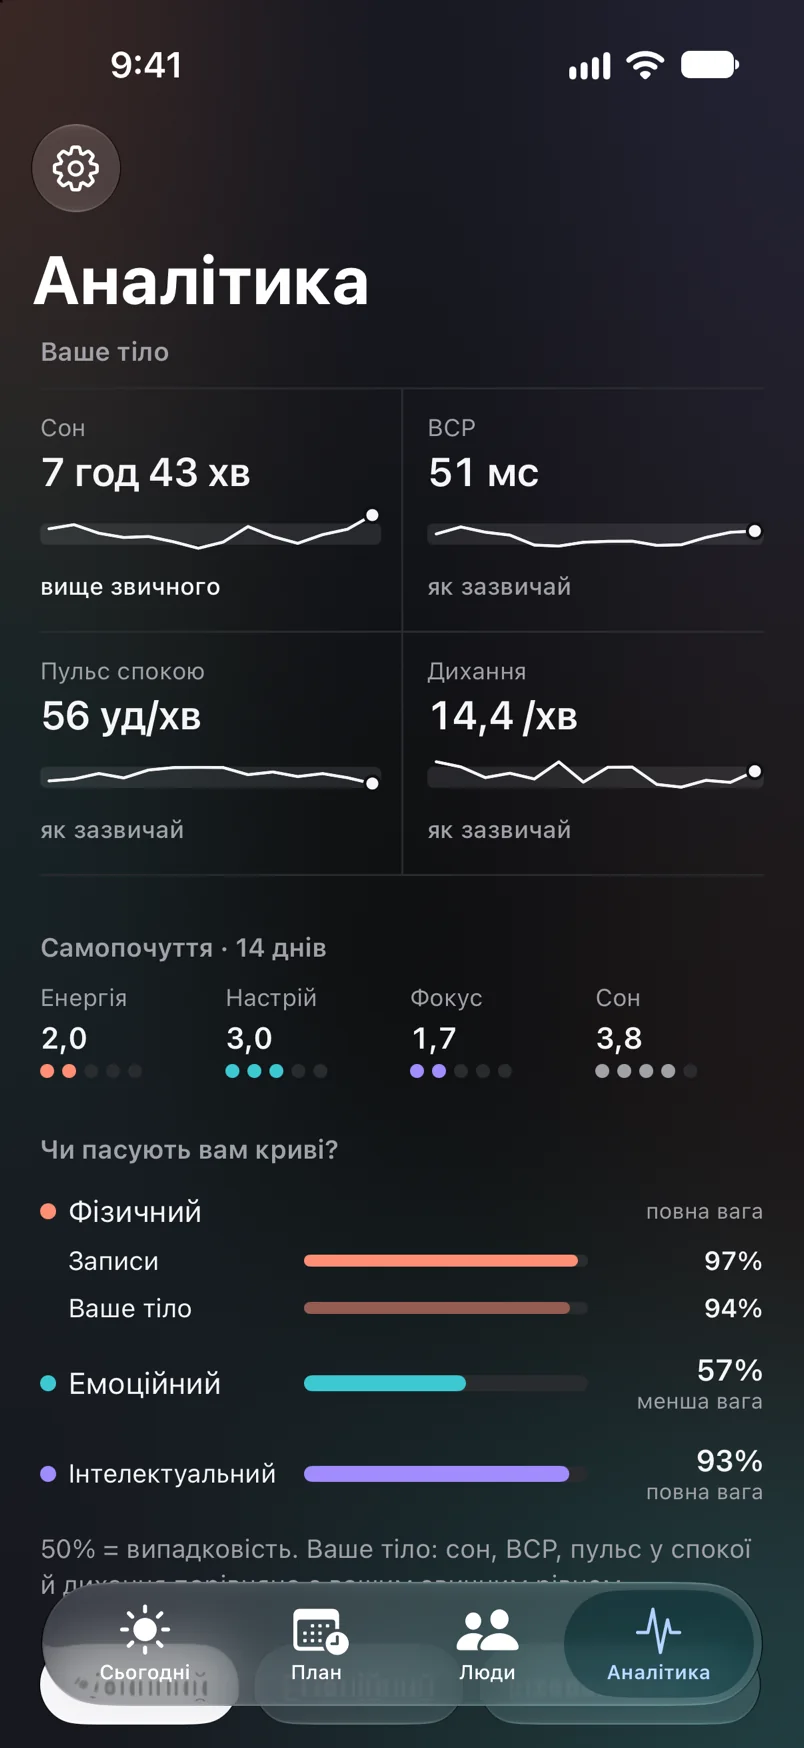 9:41
Аналітика
Ваше тіло
Сон
7 год 43 хв
вище звичного
ВСР
51 мс
як зазвичай
Пульс спокою
56 уд/хв
як зазвичай
Дихання
14,4 /хв
як зазвичай
Самопочуття · 14 днів
Енергія
2,0
Настрій
3,0
Фокус
1,7
Сон
3,8
Чи пасують вам криві?
Фізичний
повна вага
Записи
97%
Ваше тіло
94%
Емоційний
57%
менша вага
Інтелектуальний
93%
повна вага
50% = випадковість. Ваше тіло: сон, ВСР, пульс у спокої
й
Сьогодні
План
Люди
Аналітика